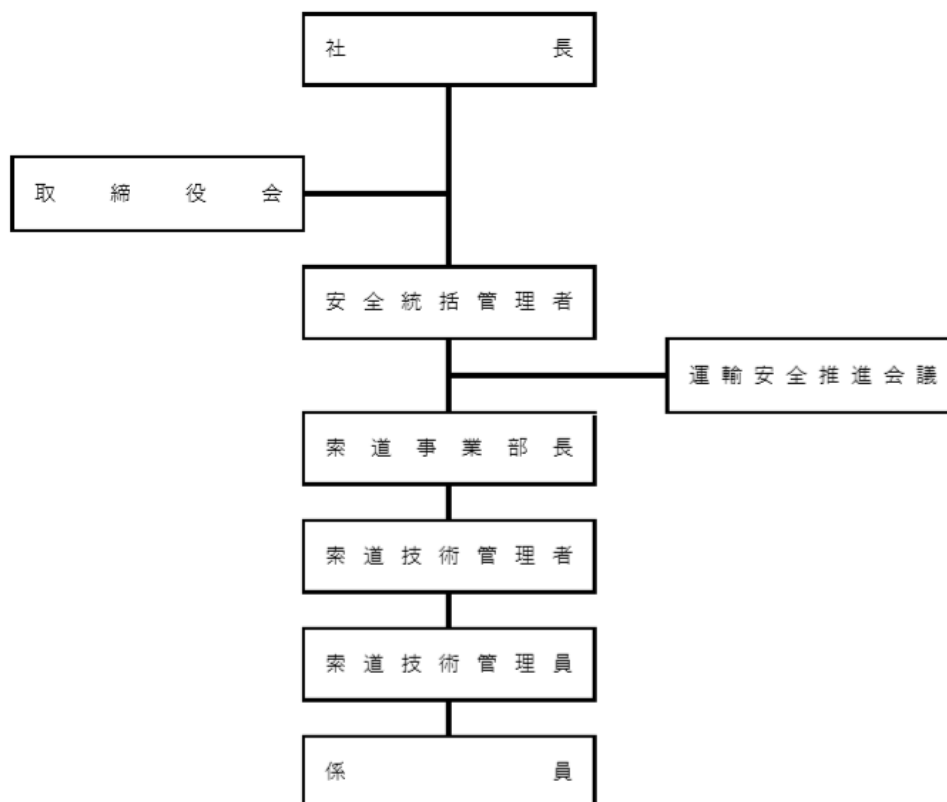 社長
取締役会
安全統括管理者
運輸安全推進会議
索道事業部長
索道技術管理者
索道技術管理員
係員